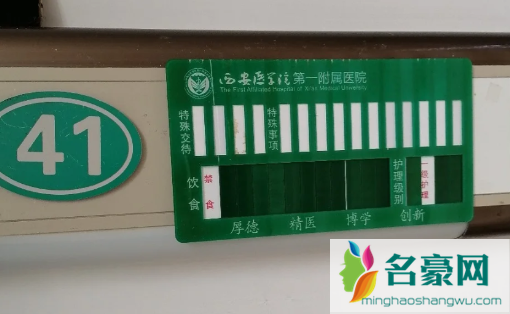 西安医学院第一附属医院
The First Affiliated Hospital of Xi'an Medical University
41
特殊交待
特殊事项
饮食
禁食
护理级别
一级护理
厚德 精医 博学 创新
名豪网
minghaoshangwu.com